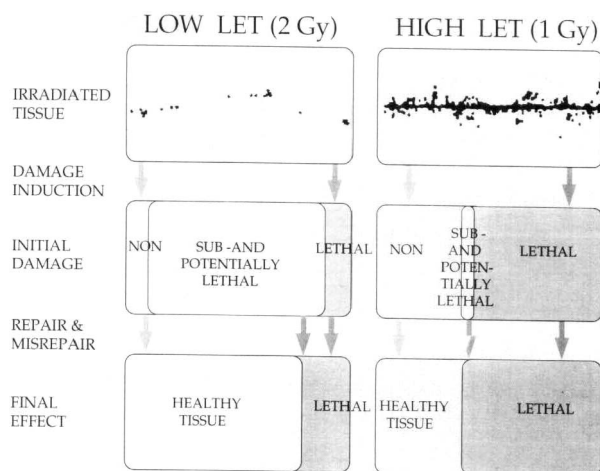 LOW LET (2 Gy)
HIGH LET (1 Gy)
IRRADIATED
TISSUE
DAMAGE
INDUCTION
INITIAL
DAMAGE
NON
SUB -AND
POTENTIALLY
LETHAL
LETHAL
NON
SUB -
AND
POTEN-
TIALLY
LETHAL
LETHAL
REPAIR &
MISREPAIR
FINAL
EFFECT
HEALTHY
TISSUE
LETHAL
HEALTHY
TISSUE
LETHAL